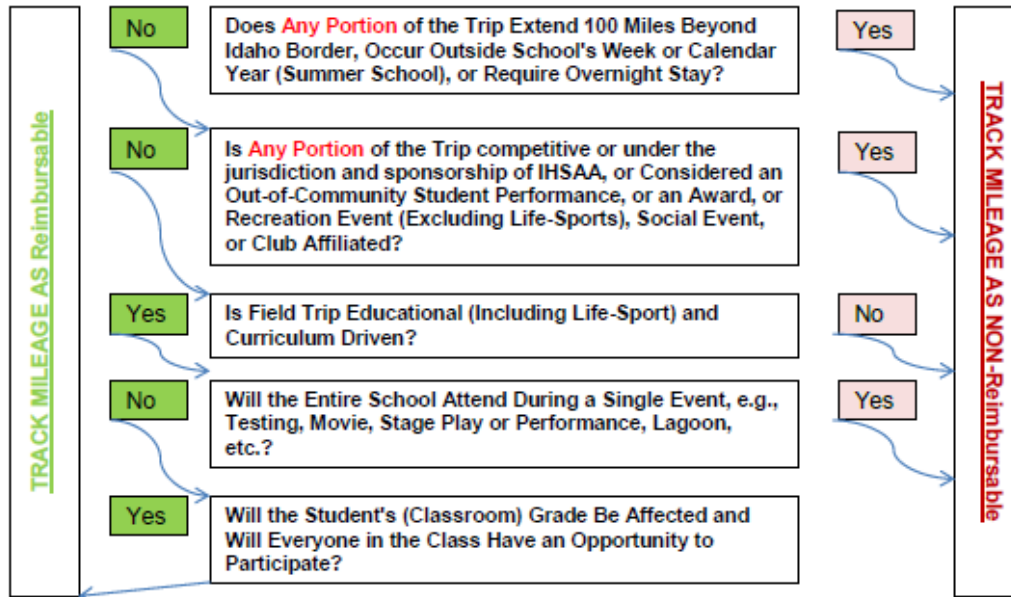 TRACK MILEAGE AS Reimbursable
No
Does Any Portion of the Trip Extend 100 Miles Beyond
Idaho Border, Occur Outside School's Week or Calendar
Year (Summer School), or Require Overnight Stay?
Yes
No
Is Any Portion of the Trip competitive or under the
jurisdiction and sponsorship of IHSAA, or Considered an
Out-of-Community Student Performance, or an Award, or
Recreation Event (Excluding Life-Sports), Social Event,
or Club Affiliated?
Yes
Yes
Is Field Trip Educational (Including Life-Sport) and
Curriculum Driven?
No
No
Will the Entire School Attend During a Single Event, e.g.,
Testing, Movie, Stage Play or Performance, Lagoon,
etc.?
Yes
Yes
Will the Student's (Classroom) Grade Be Affected and
Will Everyone in the Class Have an Opportunity to
Participate?
TRACK MILEAGE AS NON-Reimbursable